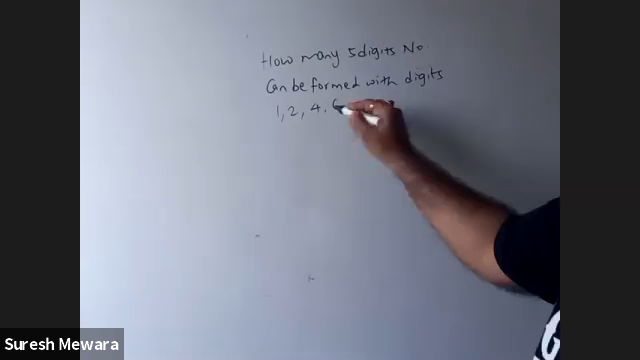 How many 5digits No.
Can be formed with digits
1, 2, 4, 6
Suresh Mewara